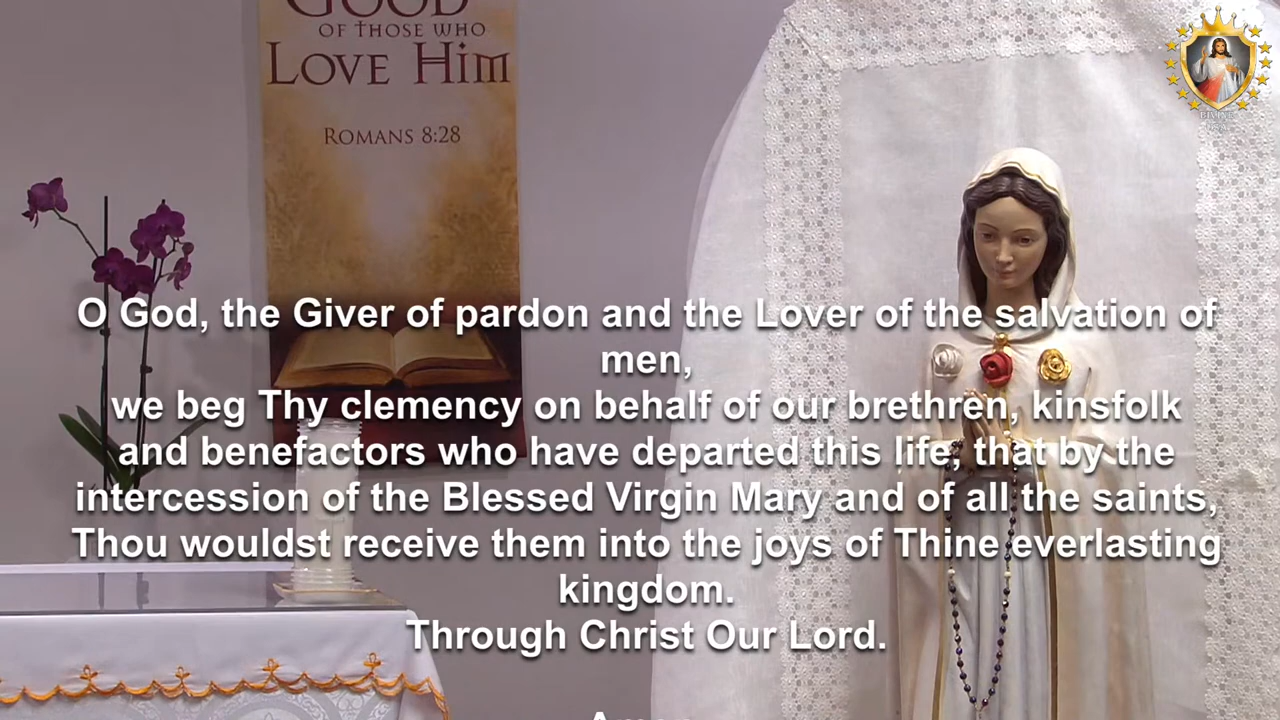 GOOD
OF THOSE WHO
LOVE HIM
ROMANS 8:28
O God, the Giver of pardon and the Lover of the salvation of
men,
we beg Thy clemency on behalf of our brethren, kinsfolk
and benefactors who have departed this life, that by the
intercession of the Blessed Virgin Mary and of all the saints,
Thou wouldst receive them into the joys of Thine everlasting
kingdom.
Through Christ Our Lord.